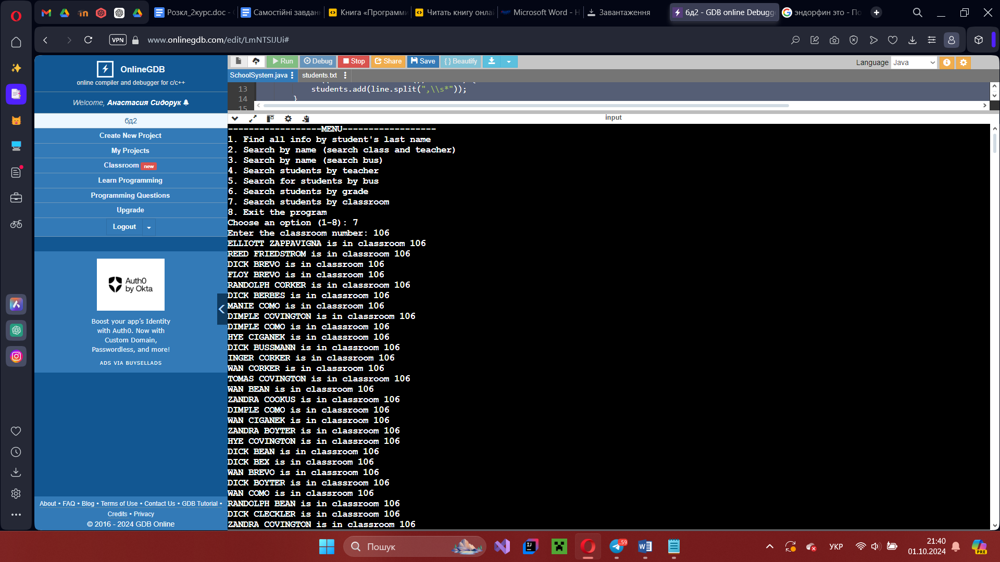 Розкл_2курс.doc -
Самостійні завдан
Книга «Программи
Читать книгу онлай
Microsoft Word - Н
Завантаження
бд2 - GDB online Debugge
эндорфин это - По
VPN
www.onlinegdb.com/edit/LmNTSIJUi#
OnlineGDB
online compiler and debugger for c/c++
Welcome, Анастасия Сидорук
бд2
Create New Project
My Projects
Classroom new
Learn Programming
Programming Questions
Upgrade
Logout
Auth0
by Okta
Boost your app's Identity
with Auth0. Now with
Custom Domain,
Passwordless, and more!
ADS VIA BUYSELLADS
About • FAQ • Blog • Terms of Use • Contact Us • GDB Tutorial •
Credits • Privacy
© 2016 - 2024 GDB Online
Run Debug Stop Share Save { } Beautify
Language Java
SchoolSystem.java students.txt
13 students.add(line.split(",\\s*"));
14 }
15
input
------------------MENU------------------
1. Find all info by student's last name
2. Search by name (search class and teacher)
3. Search by name (search bus)
4. Search students by teacher
5. Search for students by bus
6. Search students by grade
7. Search students by classroom
8. Exit the program
Choose an option (1-8): 7
Enter the classroom number: 106
ELLIOTT ZAPPAVIGNA is in classroom 106
REED FRIEDSTROM is in classroom 106
DICK BREVO is in classroom 106
FLOY BREVO is in classroom 106
RANDOLPH CORKER is in classroom 106
DICK BERBES is in classroom 106
MANIE COMO is in classroom 106
DIMPLE COVINGTON is in classroom 106
DIMPLE COMO is in classroom 106
HYE CIGANEK is in classroom 106
DICK BUSSMANN is in classroom 106
INGER CORKER is in classroom 106
WAN CORKER is in classroom 106
TOMAS COVINGTON is in classroom 106
WAN BEAN is in classroom 106
ZANDRA COOKUS is in classroom 106
DIMPLE COMO is in classroom 106
WAN CIGANEK is in classroom 106
ZANDRA BOYTER is in classroom 106
HYE COVINGTON is in classroom 106
DICK BEAN is in classroom 106
DICK BEX is in classroom 106
WAN BREVO is in classroom 106
DICK BOYTER is in classroom 106
WAN COMO is in classroom 106
RANDOLPH BEAN is in classroom 106
DICK CLECKLER is in classroom 106
ZANDRA COVINGTON is in classroom 106
Пошук
59
УКР
21:40
01.10.2024
PRE